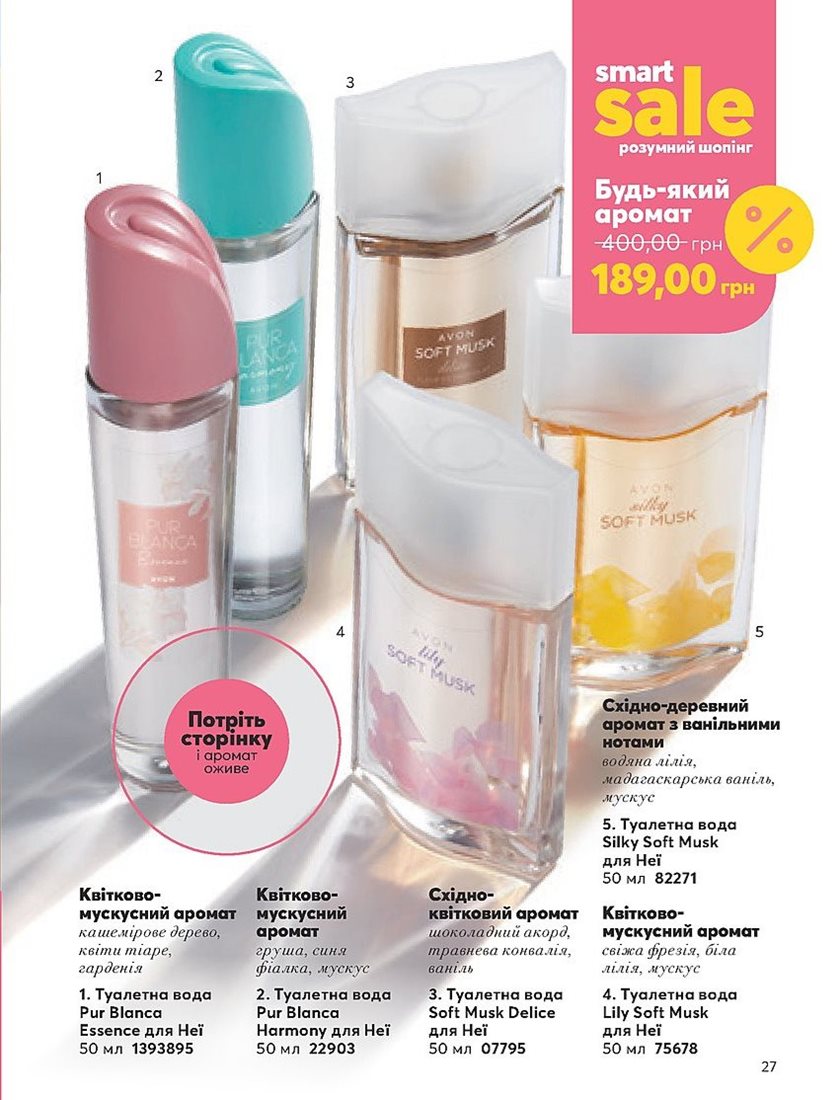 smart
sale
розумний шопінг
Будь-який
аромат
400,00 грн
189,00 грн
%
2
3
1
PUR
BLANCA
Harmony
AVON
AVON
SOFT MUSK
delice
AVON
silky
SOFT MUSK
PUR
BLANCA
Essence
AVON
4
AVON
lily
SOFT MUSK
5
Потріть
сторінку
і аромат
оживе
Східно-деревний
аромат з ванільними
нотами
водяна лілія,
мадагаскарська ваніль,
мускус
5. Туалетна вода
Silky Soft Musk
для Неї
50 мл 82271
Квітково-
мускусний аромат
кашемірове дерево,
квіти тіаре,
гарденія
1. Туалетна вода
Pur Blanca
Essence для Неї
50 мл 1393895
Квітково-
мускусний
аромат
груша, синя
фіалка, мускус
2. Туалетна вода
Pur Blanca
Harmony для Неї
50 мл 22903
Східно-
квітковий аромат
шоколадний акорд,
травнева конвалія,
ваніль
3. Туалетна вода
Soft Musk Delice
для Неї
50 мл 07795
Квітково-
мускусний аромат
свіжа фрезія, біла
лілія, мускус
4. Туалетна вода
Lily Soft Musk
для Неї
50 мл 75678
27